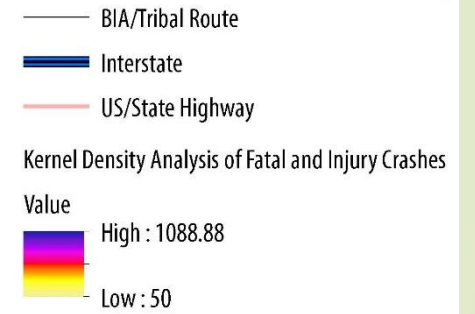 BIA/Tribal Route
Interstate
US/State Highway
Kernel Density Analysis of Fatal and Injury Crashes
Value
High : 1088.88
Low : 50